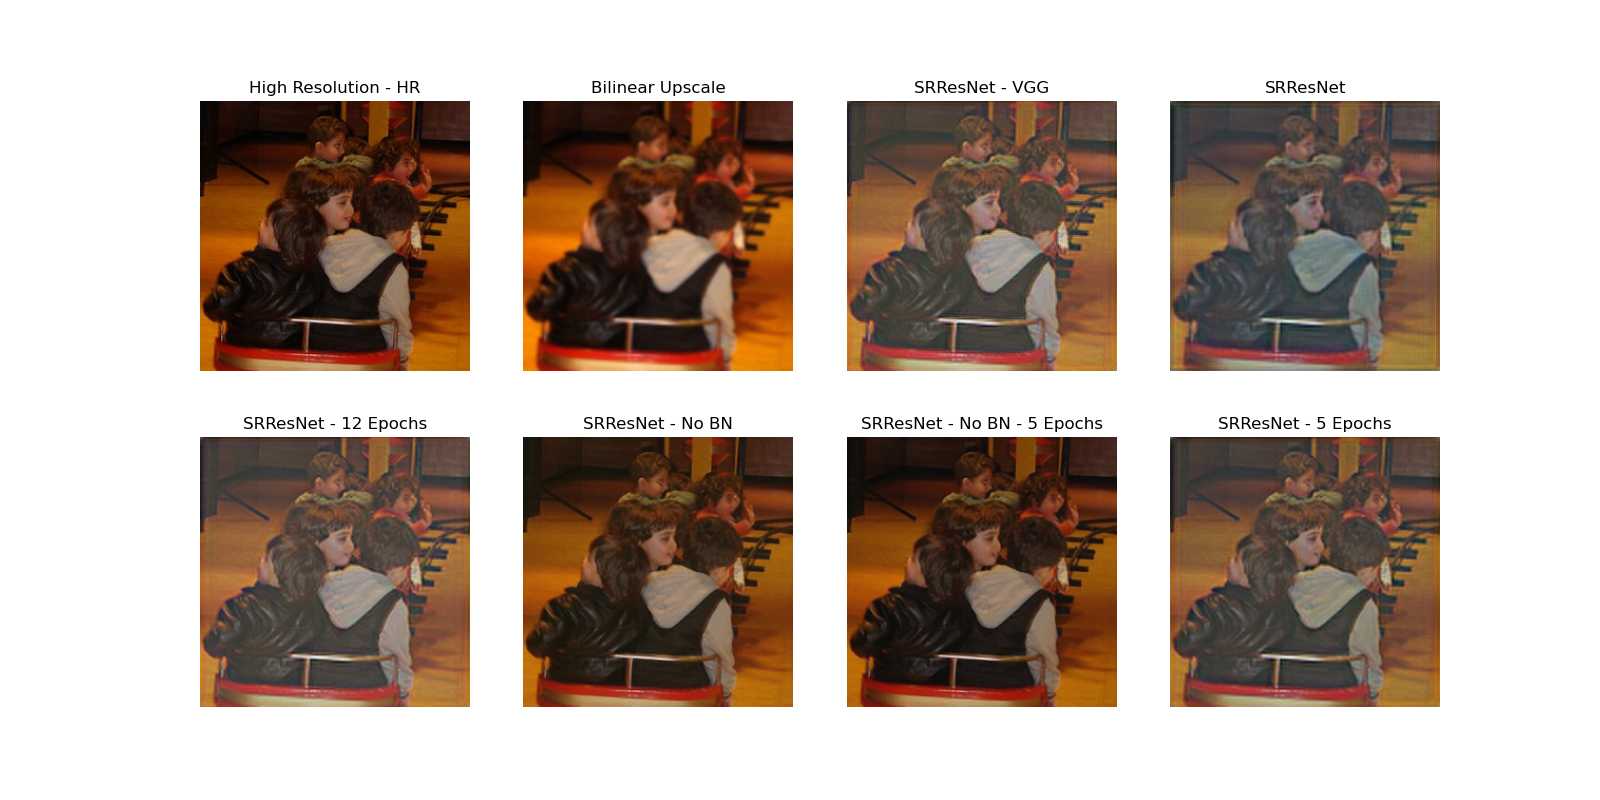 High Resolution - HR
Bilinear Upscale
SRResNet - VGG
SRResNet
SRResNet - 12 Epochs
SRResNet - No BN
SRResNet - No BN - 5 Epochs
SRResNet - 5 Epochs